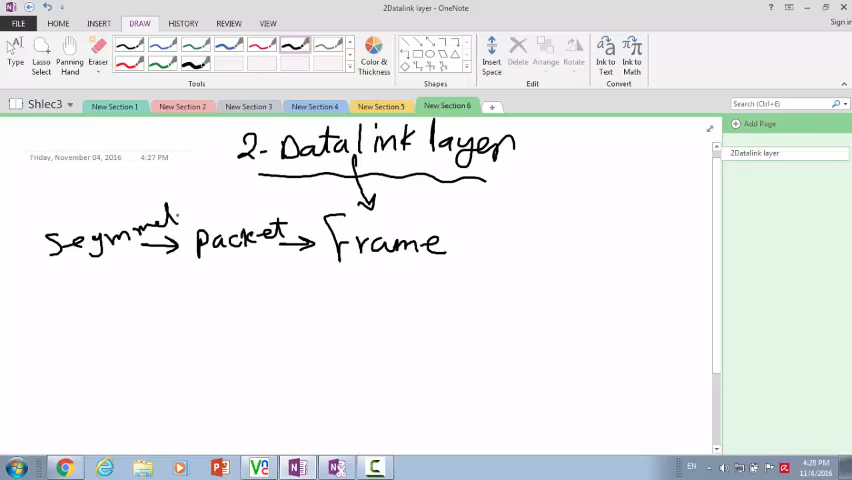 2Datalink layer - OneNote
Sign in
FILE HOME INSERT DRAW HISTORY REVIEW VIEW
Type Lasso Select Panning Hand Eraser Color & Thickness Insert Space Delete Arrange Rotate Ink to Text Ink to Math
Tools Shapes Edit Convert
Shlec3 New Section 1 New Section 2 New Section 3 New Section 4 New Section 5 New Section 6 Search (Ctrl+E)
Add Page
2Datalink layer
2- Datalink layer
Friday, November 04, 2016 4:27 PM
Segmmet → packet → Frame
EN 4:28 PM
11/4/2016